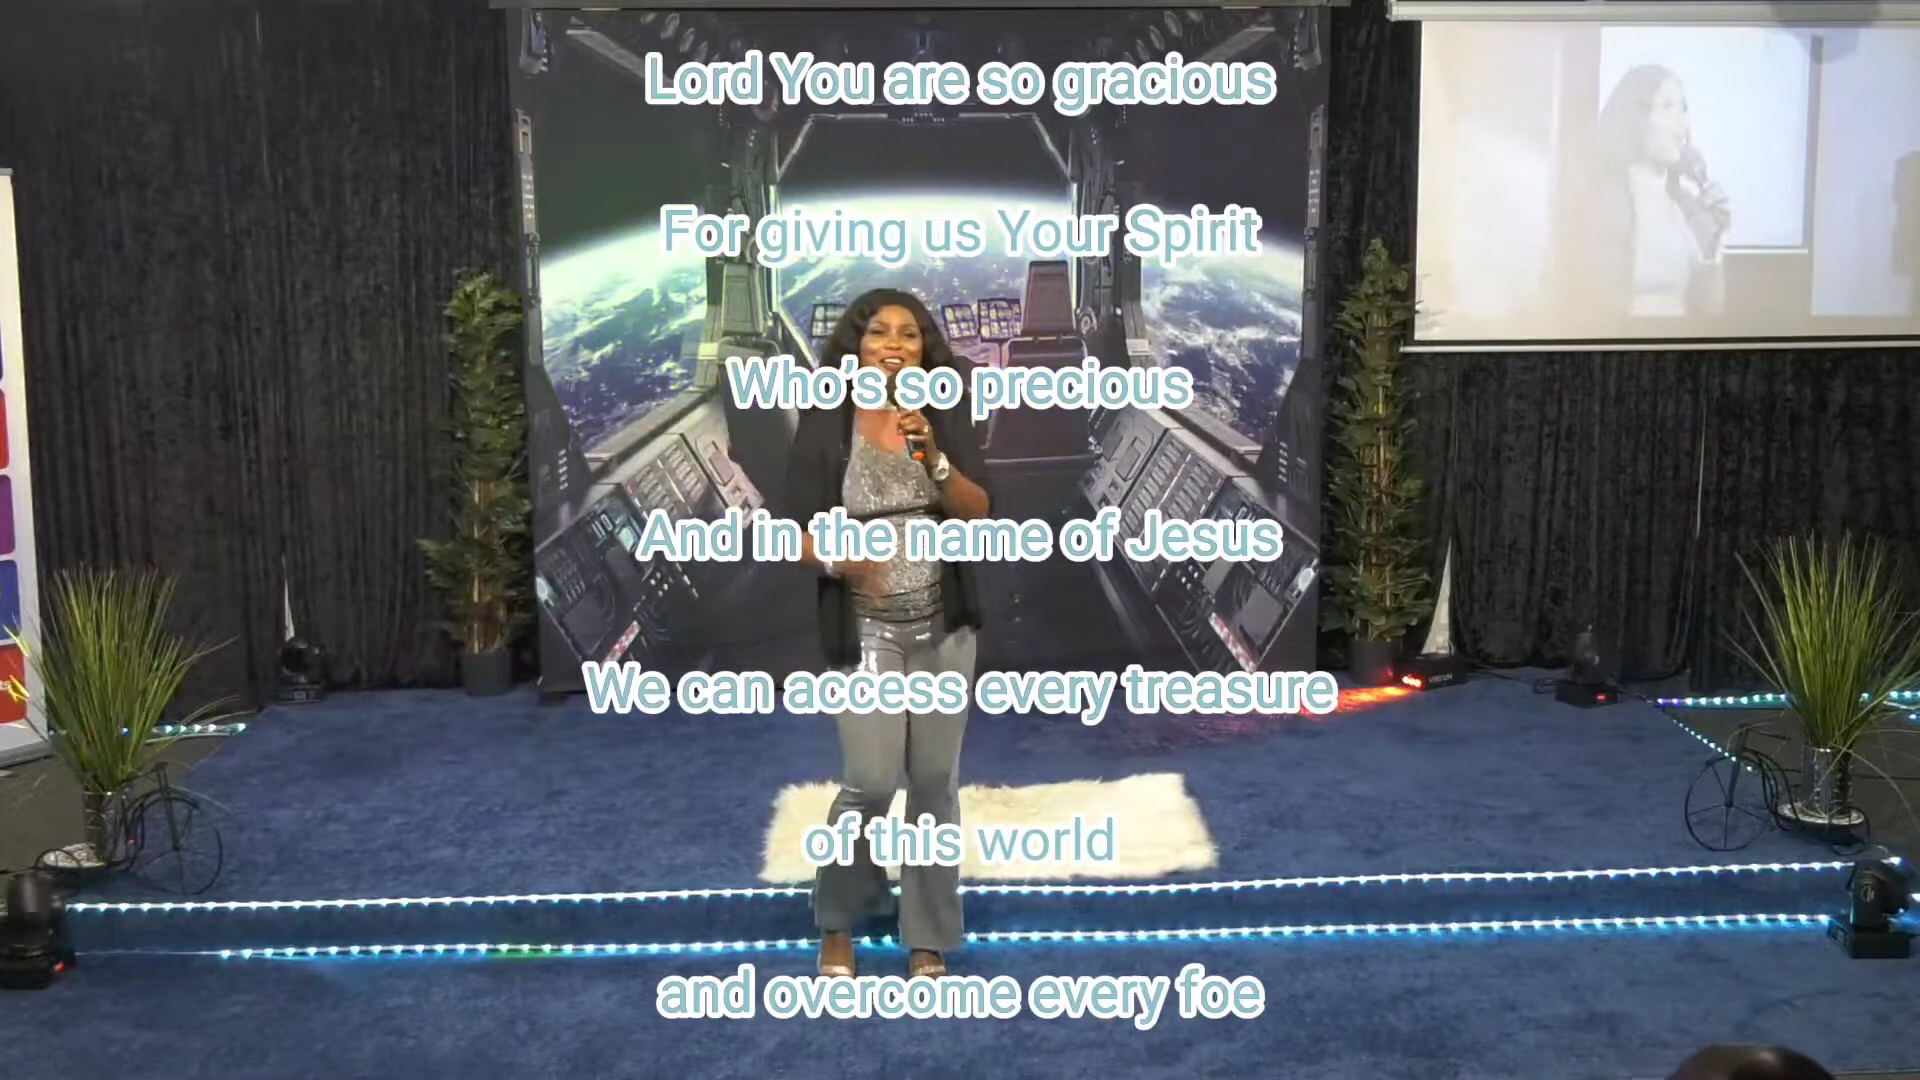 Lord You are so gracious
For giving us Your Spirit
Who's so precious
And in the name of Jesus
We can access every treasure
of this world
and overcome every foe